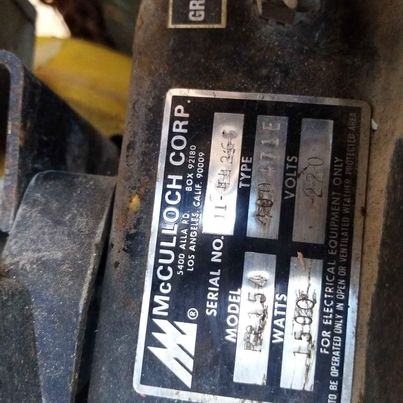 GR
McCULLOCH CORP.
5400 ALLA RD. BOX 92180
LOS ANGELES, CALIF. 90009
SERIAL NO. TYPE
MODEL VOLTS 220
WATTS 1500
®
FOR ELECTRICAL EQUIPMENT ONLY
TO BE OPERATED ONLY IN OPEN OR VENTILATED WEATHER PROTECTED AREA